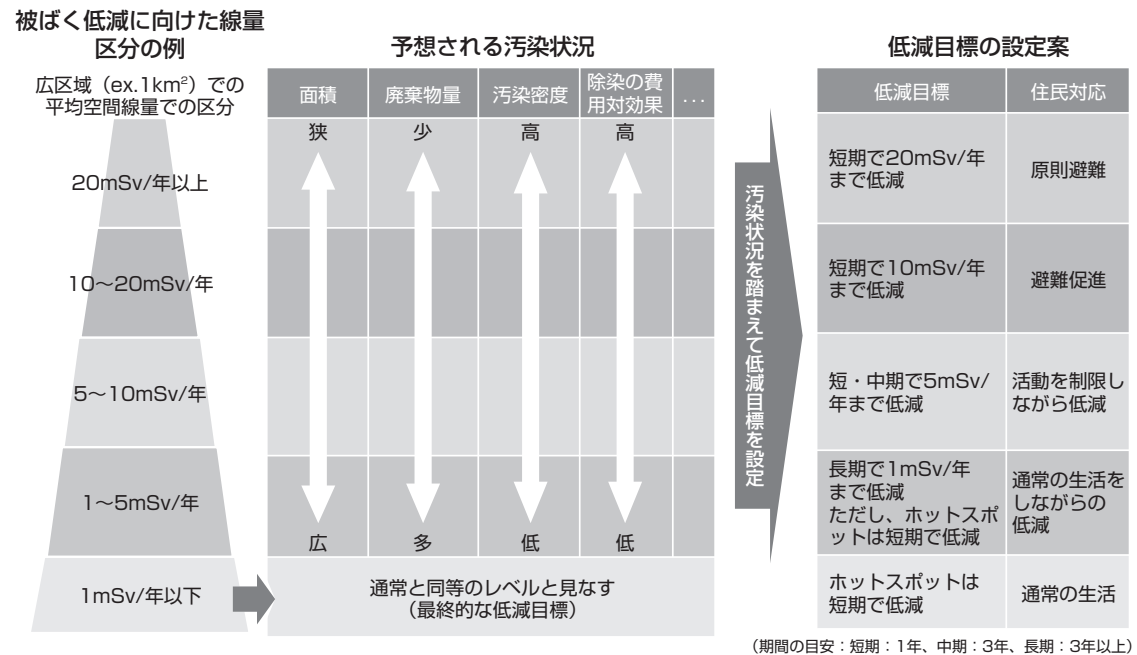 被ばく低減に向けた線量
区分の例
広区域（ex.1km²）での
平均空間線量での区分
20mSv/年以上
10～20mSv/年
5～10mSv/年
1～5mSv/年
1mSv/年以下
予想される汚染状況
面積
廃棄物量
汚染密度
除染の費
用対効果
...
狭
少
高
高
広
多
低
低
通常と同等のレベルと見なす
（最終的な低減目標）
汚染状況を踏まえて低減目標を設定
低減目標の設定案
低減目標
住民対応
短期で20mSv/年
まで低減
原則避難
短期で10mSv/年
まで低減
避難促進
短・中期で5mSv/
年まで低減
活動を制限し
ながら低減
長期で1mSv/年
まで低減
ただし、ホットスポ
ットは短期で低減
通常の生活を
しながらの
低減
ホットスポットは
短期で低減
通常の生活
（期間の目安：短期：1年、中期：3年、長期：3年以上）